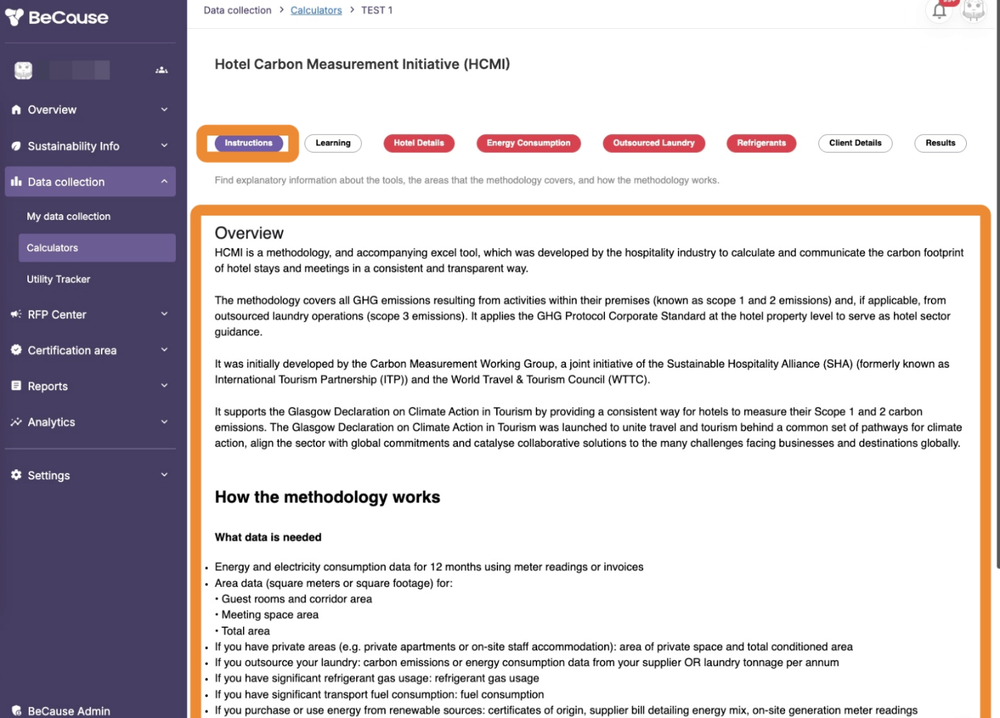 BeCause
Overview
Sustainability Info
Data collection
My data collection
Calculators
Utility Tracker
RFP Center
Certification area
Reports
Analytics
Settings
BeCause Admin
Data collection > Calculators > TEST 1
99+
Hotel Carbon Measurement Initiative (HCMI)
Instructions Learning Hotel Details Energy Consumption Outsourced Laundry Refrigerants Client Details Results
Find explanatory information about the tools, the areas that the methodology covers, and how the methodology works.
Overview
HCMI is a methodology, and accompanying excel tool, which was developed by the hospitality industry to calculate and communicate the carbon footprint
of hotel stays and meetings in a consistent and transparent way.
The methodology covers all GHG emissions resulting from activities within their premises (known as scope 1 and 2 emissions) and, if applicable, from
outsourced laundry operations (scope 3 emissions). It applies the GHG Protocol Corporate Standard at the hotel property level to serve as hotel sector
guidance.
It was initially developed by the Carbon Measurement Working Group, a joint initiative of the Sustainable Hospitality Alliance (SHA) (formerly known as
International Tourism Partnership (ITP)) and the World Travel & Tourism Council (WTTC).
It supports the Glasgow Declaration on Climate Action in Tourism by providing a consistent way for hotels to measure their Scope 1 and 2 carbon
emissions. The Glasgow Declaration on Climate Action in Tourism was launched to unite travel and tourism behind a common set of pathways for climate
action, align the sector with global commitments and catalyse collaborative solutions to the many challenges facing businesses and destinations globally.
How the methodology works
What data is needed
• Energy and electricity consumption data for 12 months using meter readings or invoices
• Area data (square meters or square footage) for:
• Guest rooms and corridor area
• Meeting space area
• Total area
• If you have private areas (e.g. private apartments or on-site staff accommodation): area of private space and total conditioned area
• If you outsource your laundry: carbon emissions or energy consumption data from your supplier OR laundry tonnage per annum
• If you have significant refrigerant gas usage: refrigerant gas usage
• If you have significant transport fuel consumption: fuel consumption
• If you purchase or use energy from renewable sources: certificates of origin, supplier bill detailing energy mix, on-site generation meter readings